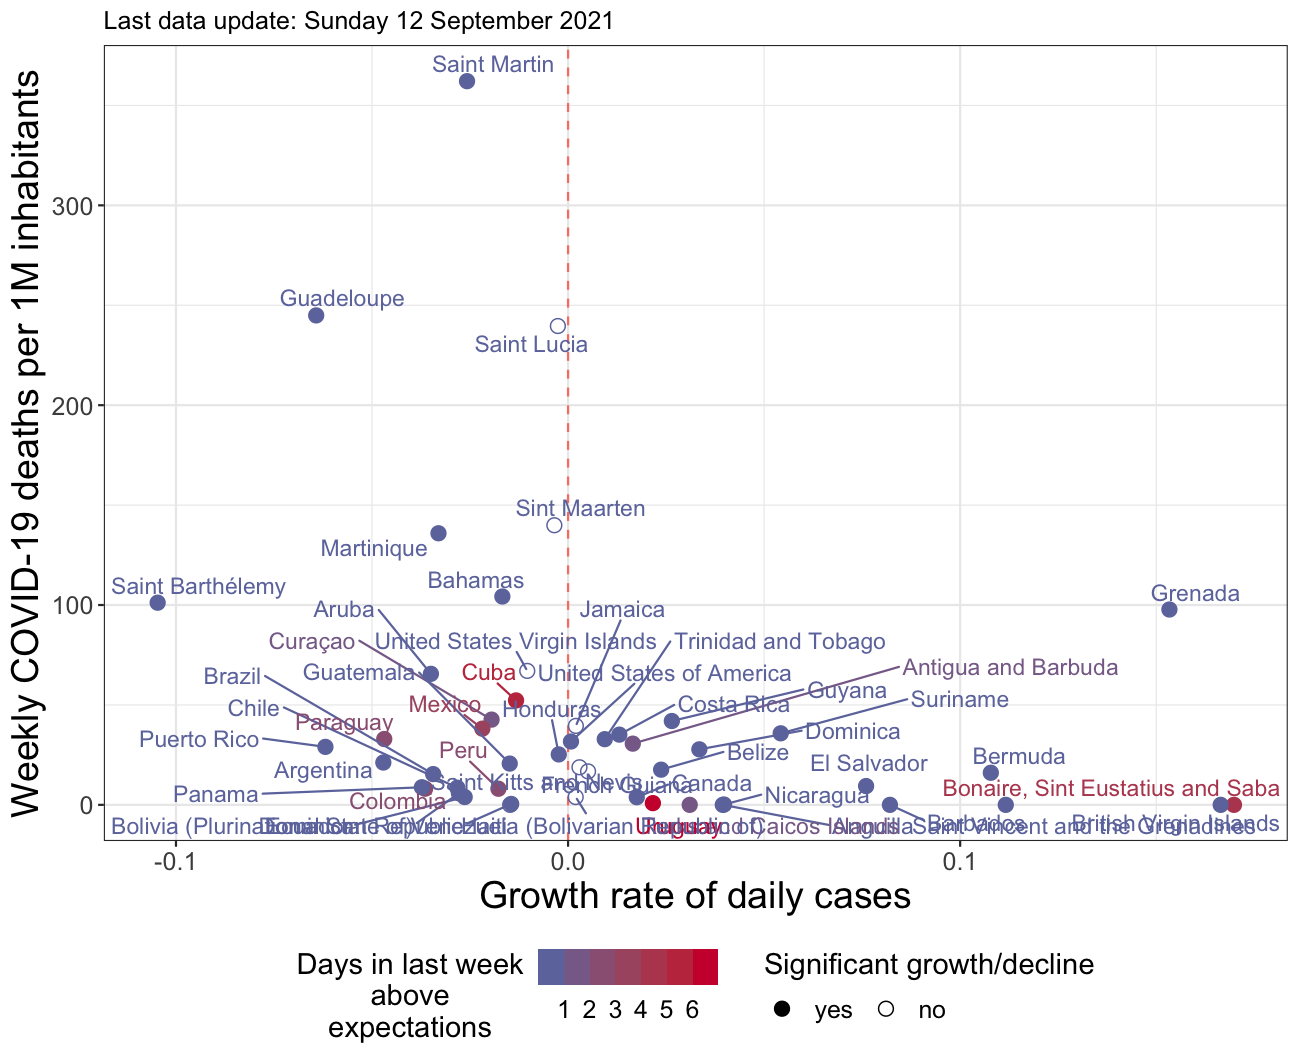 Last data update: Sunday 12 September 2021
Weekly COVID-19 deaths per 1M inhabitants
Saint Martin
300
Guadeloupe
Saint Lucia
200
Sint Maarten
Martinique
Bahamas
Saint Barthélemy
Grenada
100
Aruba
Jamaica
Curaçao
United States Virgin Islands
Trinidad and Tobago
Antigua and Barbuda
Brazil
Guatemala
Cuba
United States of America
Guyana
Suriname
Chile
Mexico
Honduras
Costa Rica
Paraguay
Dominica
Puerto Rico
Peru
Belize
Argentina
El Salvador
Bermuda
Panama
Saint Kitts and Nevis
French Guiana
Canada
Nicaragua
Bonaire, Sint Eustatius and Saba
Colombia
0
Bolivia (Plurinational State of)
(Bolivarian Republic of)
Uruguay
and Caicos Islands
Anguilla
Barbados
Saint Vincent and the Grenadines
British Virgin Islands
-0.1
0.0
0.1
Growth rate of daily cases
Days in last week
above
expectations
1 2 3 4 5 6
Significant growth/decline
yes no